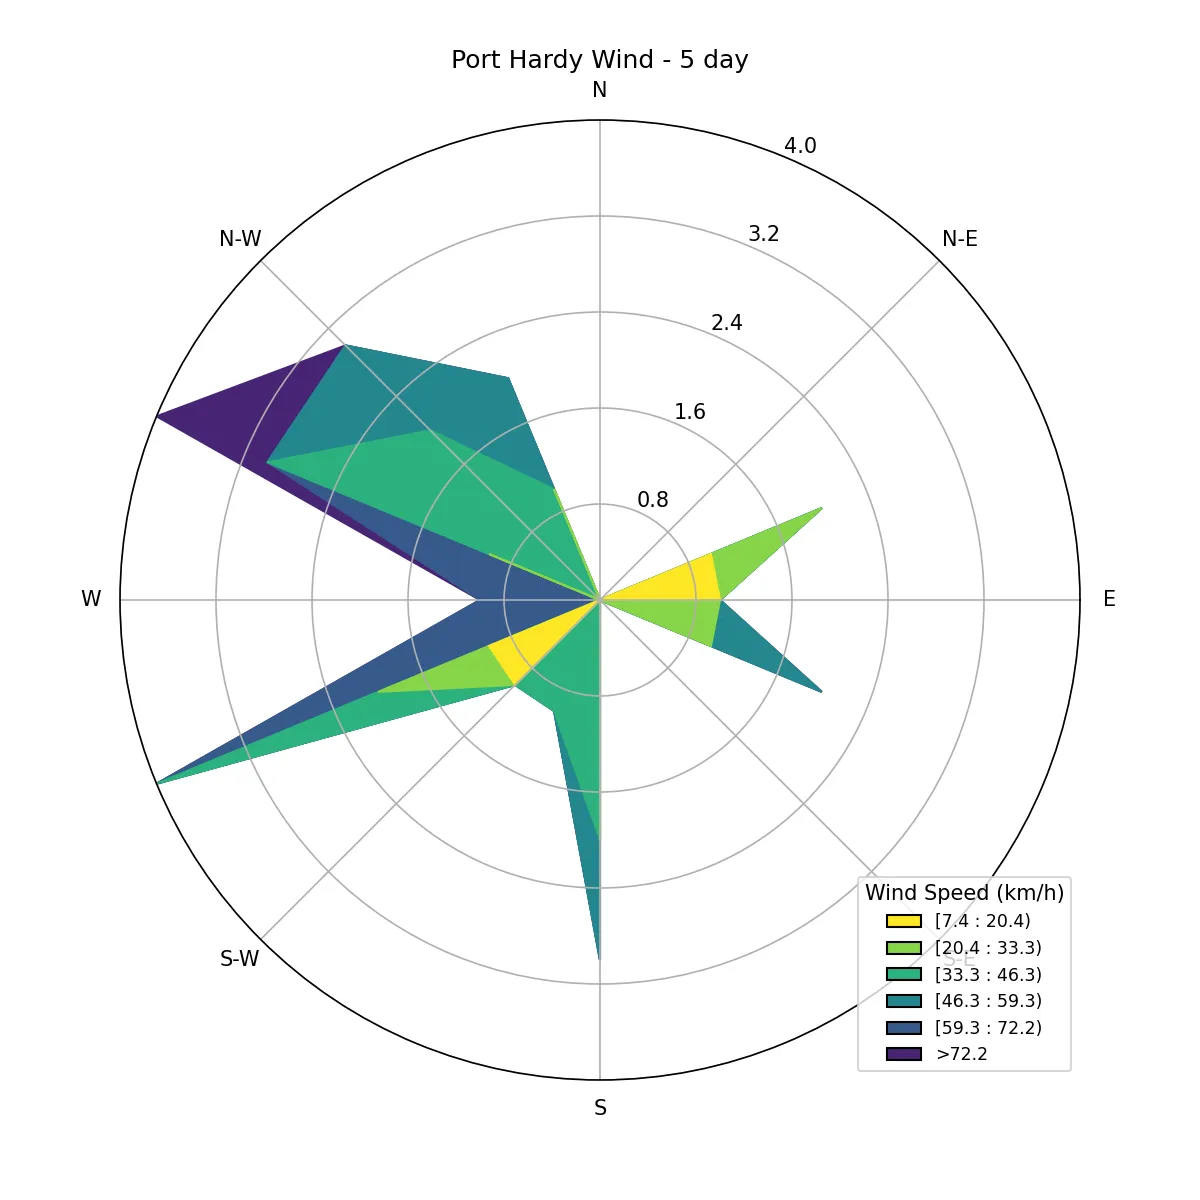 Port Hardy Wind - 5 day
N
4.0
N-W
N-E
3.2
2.4
1.6
0.8
W
E
S-W
S-E
S
Wind Speed (km/h)
[7.4 : 20.4)
[20.4 : 33.3)
[33.3 : 46.3)
[46.3 : 59.3)
[59.3 : 72.2)
>72.2